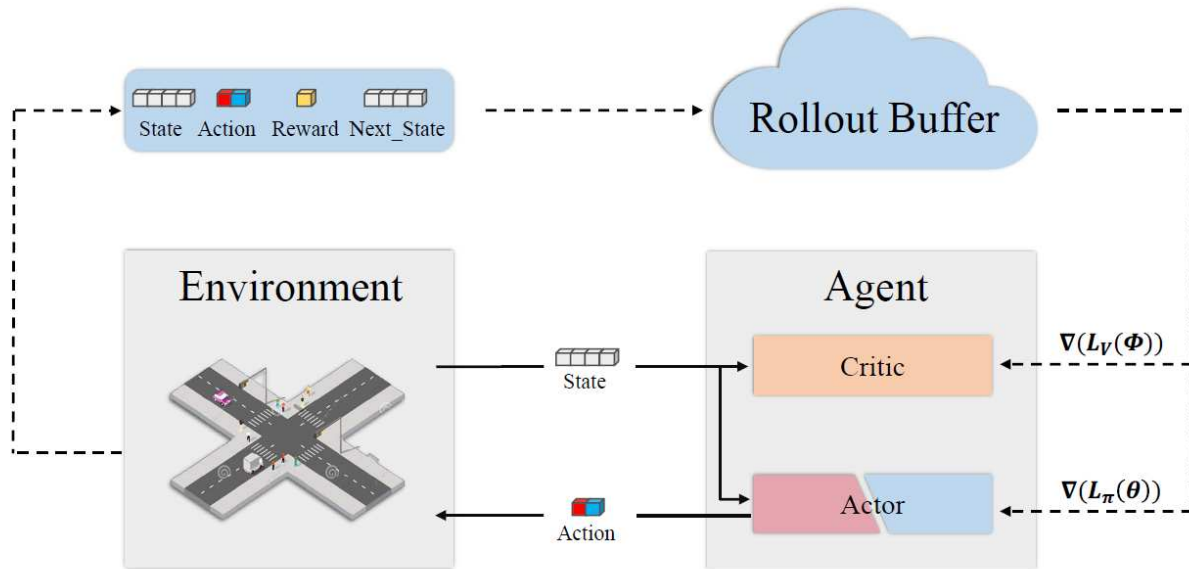 State Action Reward Next_State
Rollout Buffer
Environment
Agent
State
Critic
∇(L_V(Φ))
Action
Actor
∇(L_π(θ))